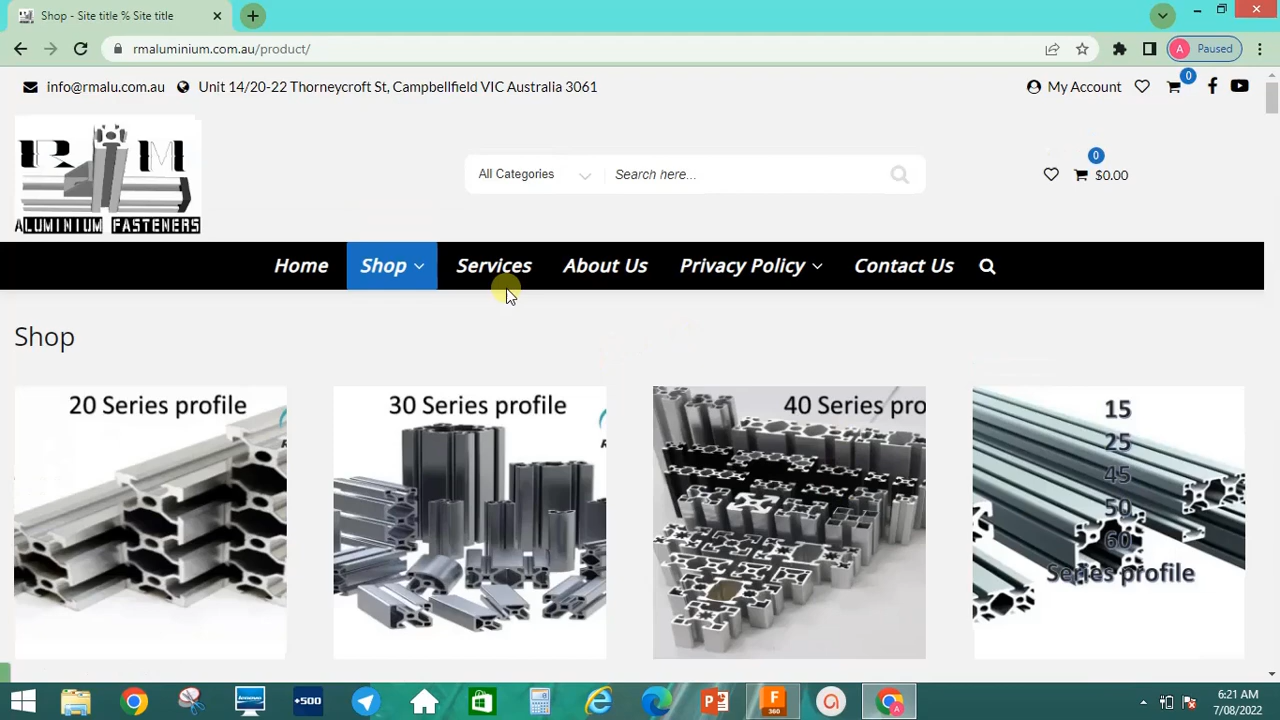 Shop - Site title % Site title
rmaluminium.com.au/product/
A Paused
info@rmalu.com.au Unit 14/20-22 Thorneycroft St, Campbellfield VIC Australia 3061
My Account 0
R M
ALUMINIUM FASTENERS
All Categories Search here...
0
$0.00
Home Shop Services About Us Privacy Policy Contact Us
Shop
20 Series profile
30 Series profile
40 Series pro
15
25
45
50
60
Series profile
+500
F
360
6:21 AM
7/08/2022